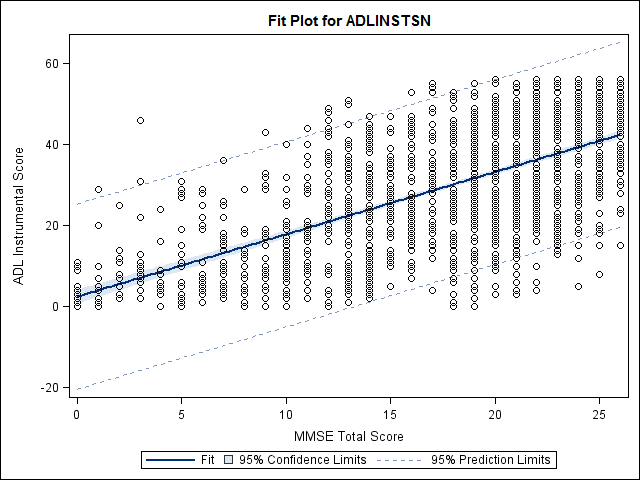 Fit Plot for ADLINSTSN
ADL Instrumental Score
60
40
20
0
-20
0 5 10 15 20 25
MMSE Total Score
Fit 95% Confidence Limits 95% Prediction Limits